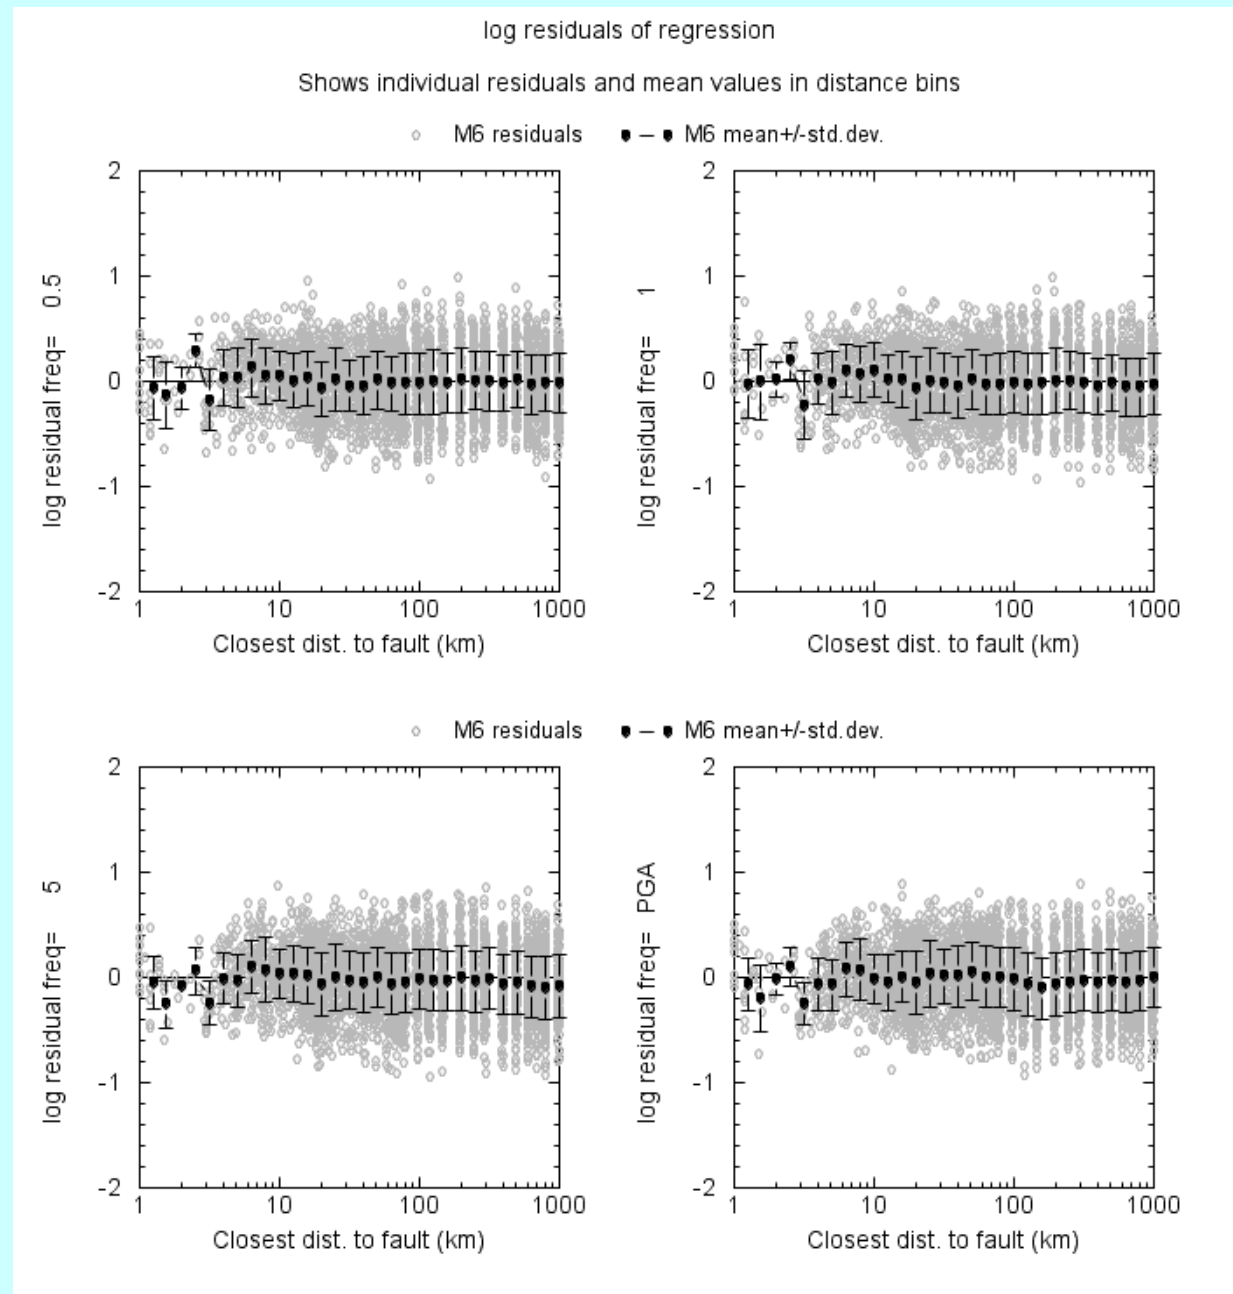 log residuals of regression
Shows individual residuals and mean values in distance bins
M6 residuals M6 mean+/-std.dev.
2
1
0
-1
-2
log residual freq= 0.5
1 10 100 1000
Closest dist. to fault (km)
2
1
0
-1
-2
log residual freq= 1
1 10 100 1000
Closest dist. to fault (km)
M6 residuals M6 mean+/-std.dev.
2
1
0
-1
-2
log residual freq= 5
1 10 100 1000
Closest dist. to fault (km)
2
1
0
-1
-2
log residual freq= PGA
1 10 100 1000
Closest dist. to fault (km)